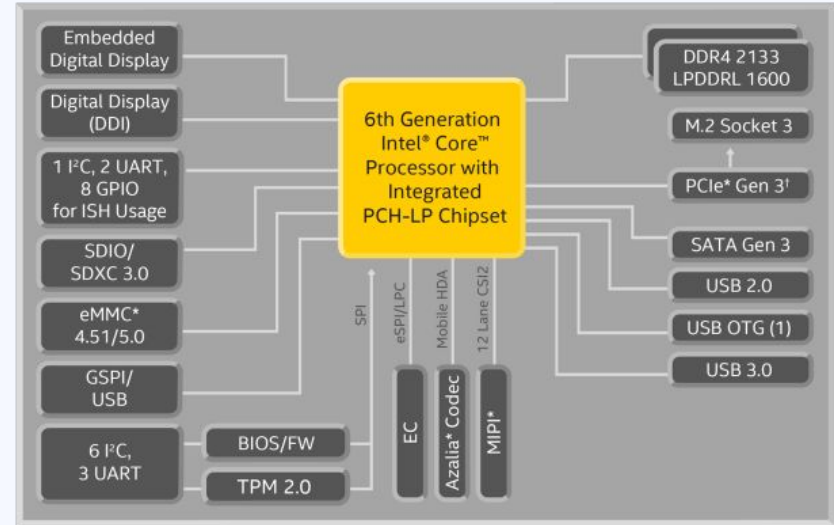 Embedded
Digital Display
Digital Display
(DDI)
1 I²C, 2 UART,
8 GPIO
for ISH Usage
SDIO/
SDXC 3.0
eMMC*
4.51/5.0
GSPI/
USB
6 I²C,
3 UART
BIOS/FW
TPM 2.0
6th Generation
Intel® Core™
Processor with
Integrated
PCH-LP Chipset
SPI
eSPI/LPC
Mobile HDA
12 Lane CSI2
EC
Azalia* Codec
MIPI*
DDR4 2133
LPDDRL 1600
M.2 Socket 3
PCIe* Gen 3†
SATA Gen 3
USB 2.0
USB OTG (1)
USB 3.0